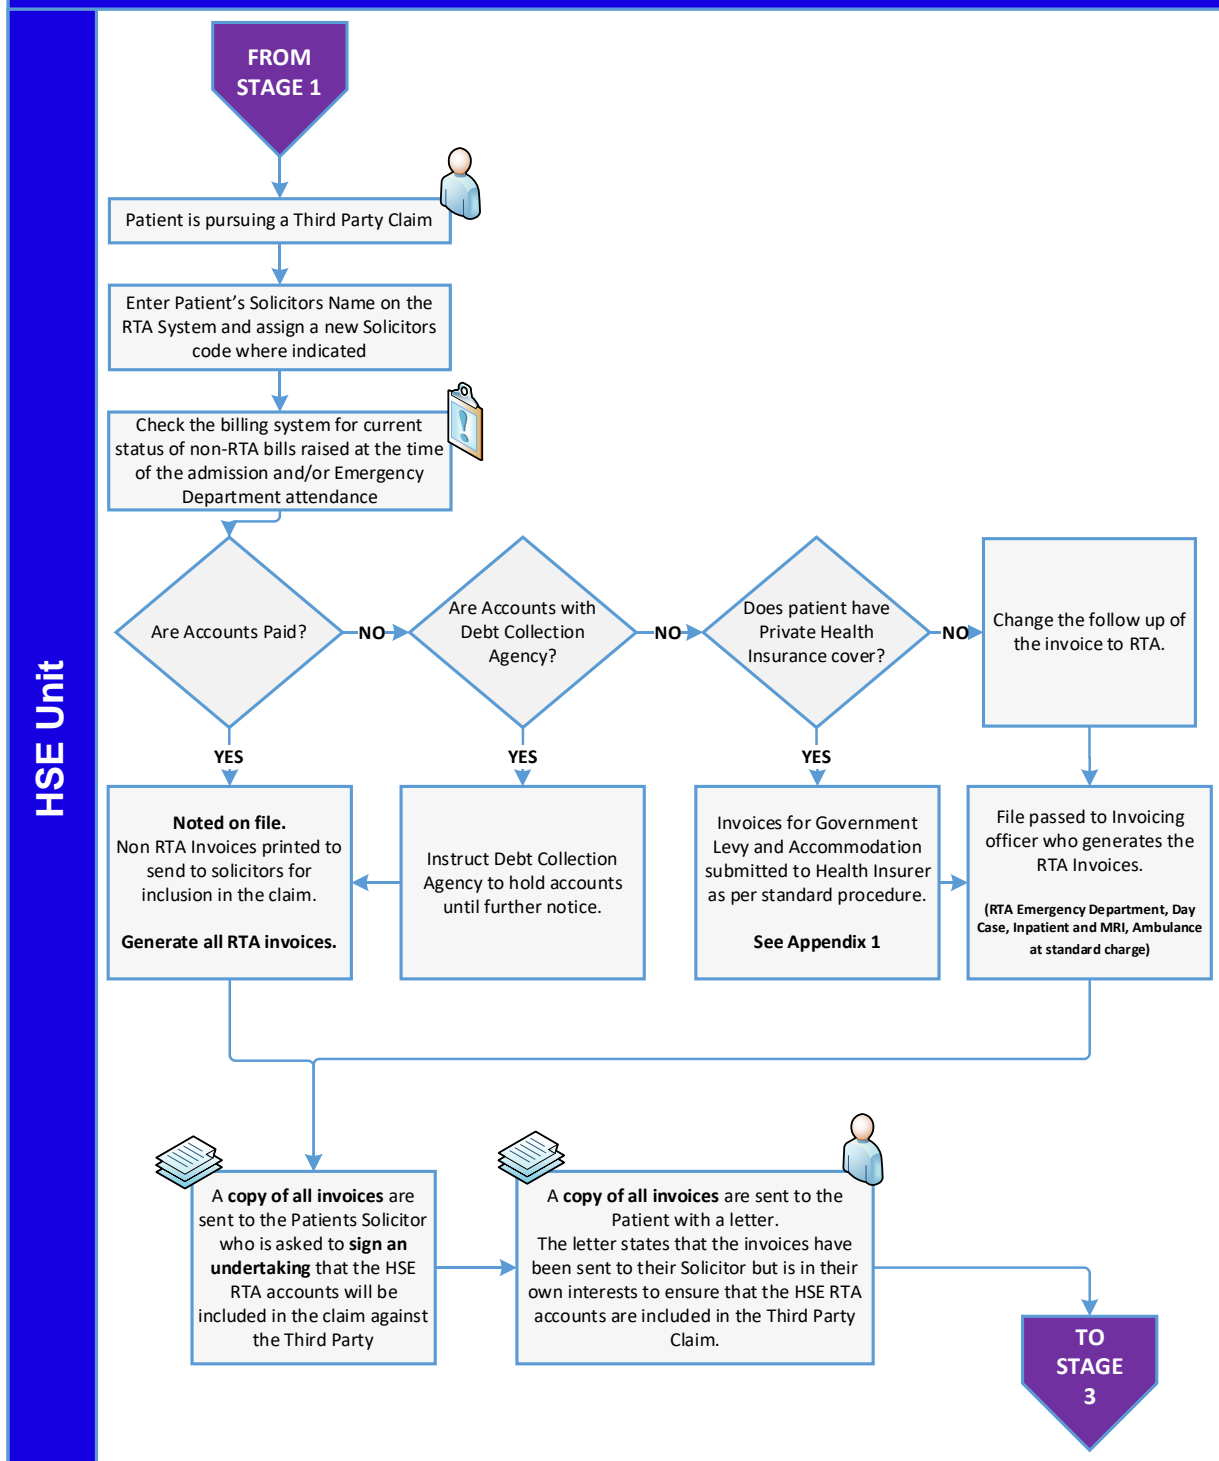 FROM
STAGE 1
Patient is pursuing a Third Party Claim
Enter Patient's Solicitors Name on the
RTA System and assign a new Solicitors
code where indicated
Check the billing system for current
status of non-RTA bills raised at the time
of the admission and/or Emergency
Department attendance
Are Accounts Paid?
NO
Are Accounts with
Debt Collection
Agency?
NO
Does patient have
Private Health
Insurance cover?
NO
Change the follow up of
the invoice to RTA.
YES
YES
YES
HSE Unit
Noted on file.
Non RTA Invoices printed to
send to solicitors for
inclusion in the claim.
Generate all RTA invoices.
Instruct Debt Collection
Agency to hold accounts
until further notice.
Invoices for Government
Levy and Accommodation
submitted to Health Insurer
as per standard procedure.
See Appendix 1
File passed to Invoicing
officer who generates the
RTA Invoices.
(RTA Emergency Department, Day
Case, Inpatient and MRI, Ambulance
at standard charge)
A copy of all invoices are
sent to the Patients Solicitor
who is asked to sign an
undertaking that the HSE
RTA accounts will be
included in the claim against
the Third Party
A copy of all invoices are sent to the
Patient with a letter.
The letter states that the invoices have
been sent to their Solicitor but is in their
own interests to ensure that the HSE RTA
accounts are included in the Third Party
Claim.
TO
STAGE
3